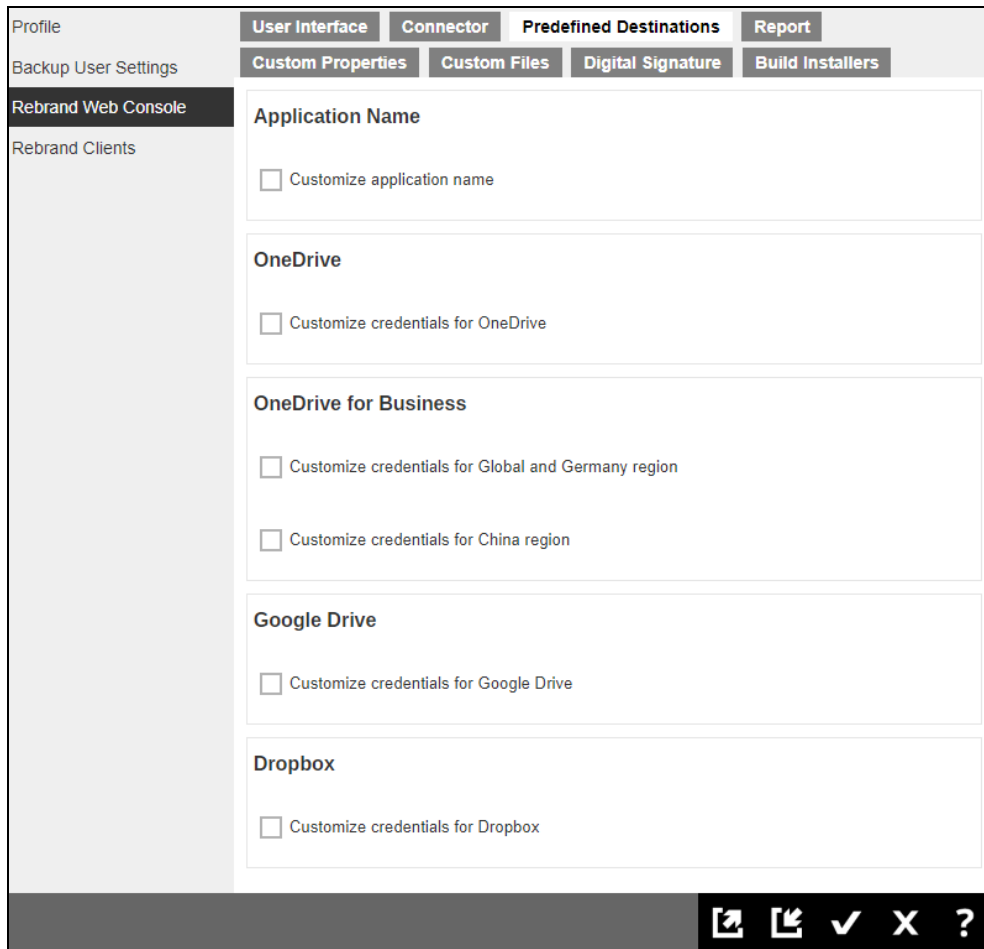 Profile
Backup User Settings
Rebrand Web Console
Rebrand Clients
User Interface Connector Predefined Destinations Report
Custom Properties Custom Files Digital Signature Build Installers
Application Name
Customize application name
OneDrive
Customize credentials for OneDrive
OneDrive for Business
Customize credentials for Global and Germany region
Customize credentials for China region
Google Drive
Customize credentials for Google Drive
Dropbox
Customize credentials for Dropbox
X ?